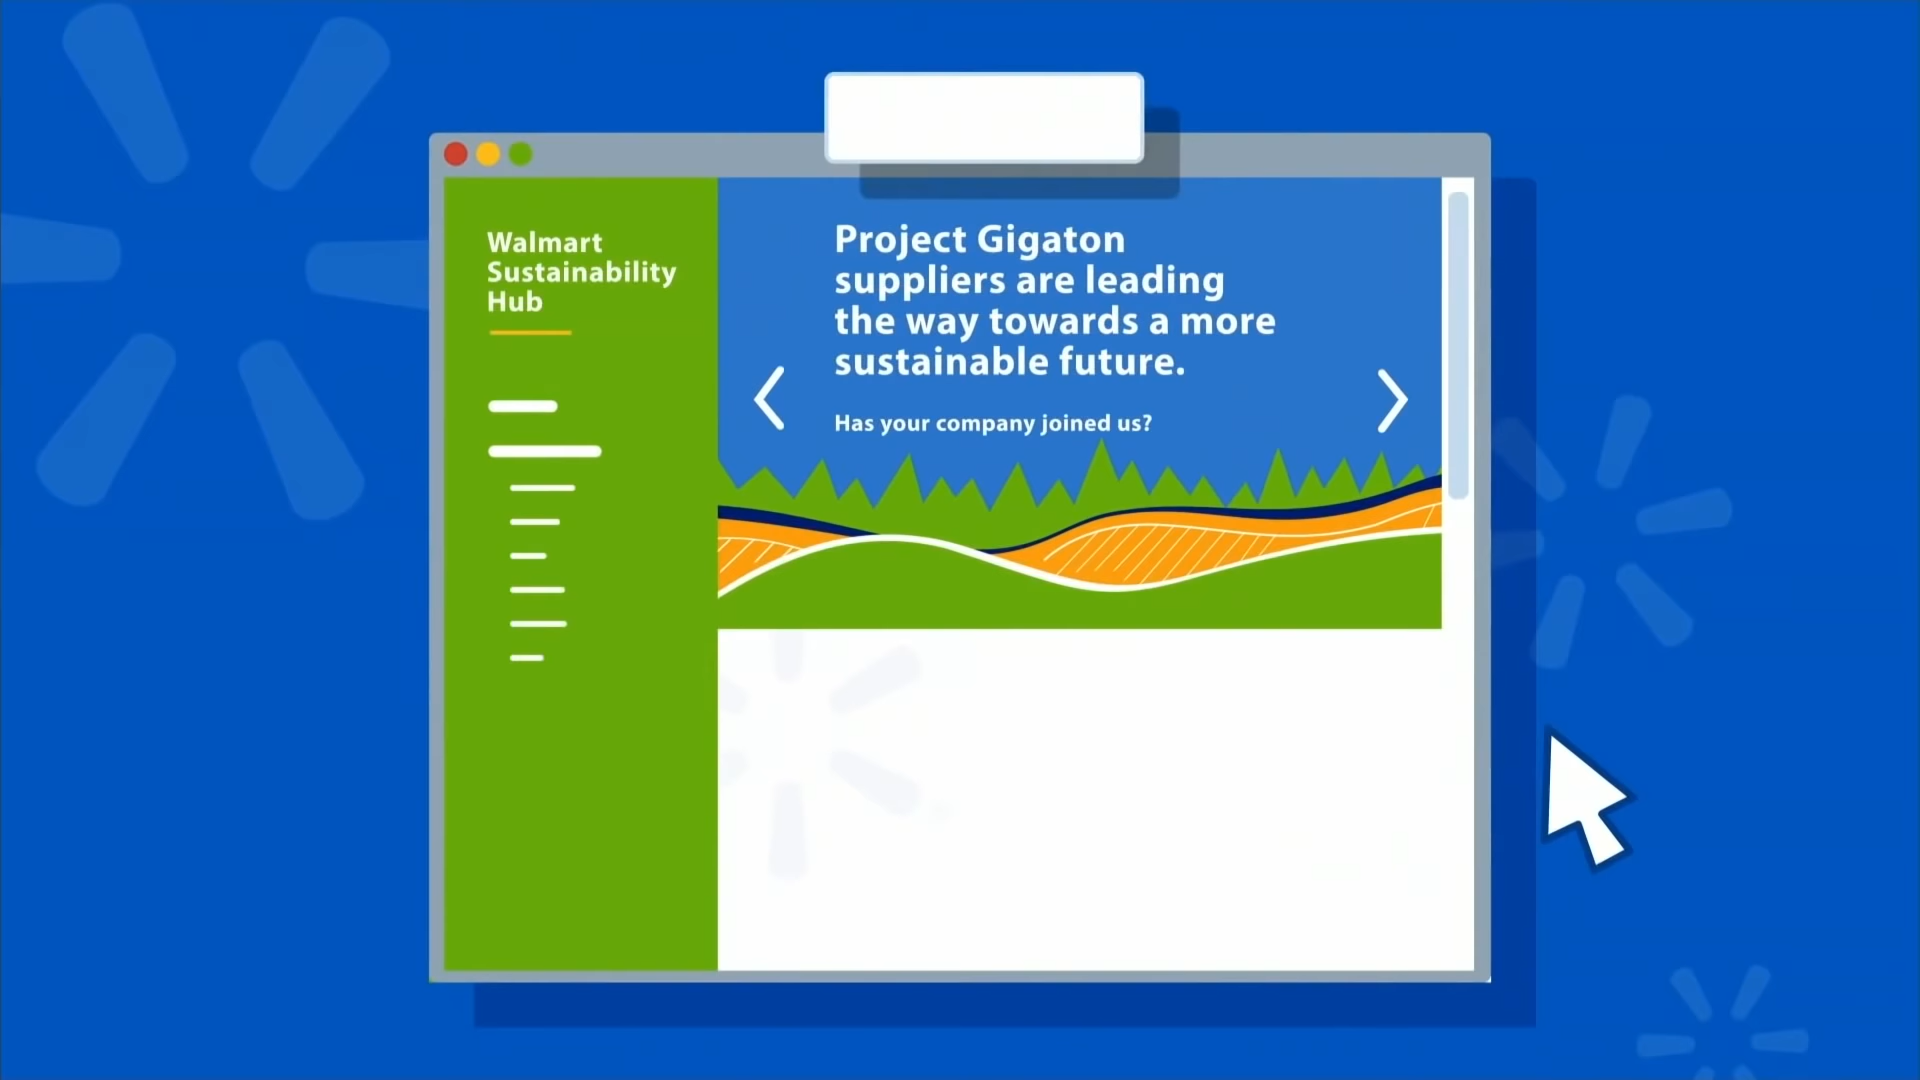 Walmart
Sustainability
Hub
Project Gigaton
suppliers are leading
the way towards a more
sustainable future.
Has your company joined us?